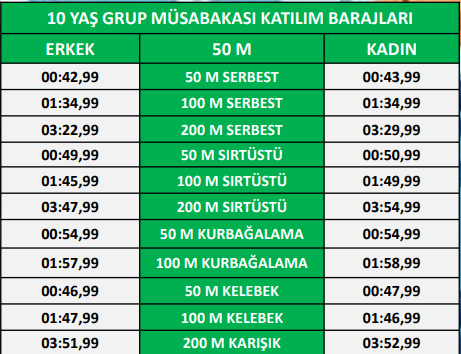 10 YAŞ GRUP MÜSABAKASI KATILIM BARAJLARI
ERKEK 50 M KADIN
00:42,99 50 M SERBEST 00:43,99
01:34,99 100 M SERBEST 01:34,99
03:22,99 200 M SERBEST 03:29,99
00:49,99 50 M SIRTÜSTÜ 00:50,99
01:45,99 100 M SIRTÜSTÜ 01:49,99
03:47,99 200 M SIRTÜSTÜ 03:54,99
00:54,99 50 M KURBAĞALAMA 00:54,99
01:57,99 100 M KURBAĞALAMA 01:58,99
00:46,99 50 M KELEBEK 00:47,99
01:47,99 100 M KELEBEK 01:46,99
03:51,99 200 M KARIŞIK 03:52,99